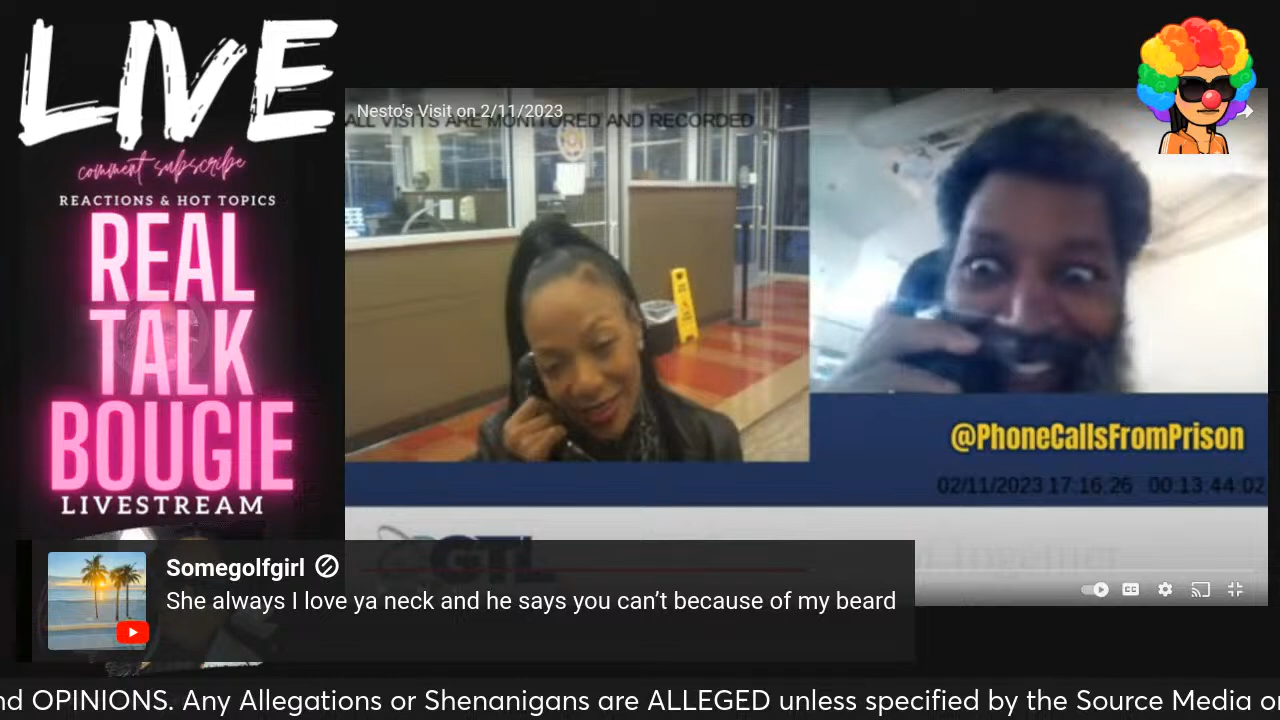 LIVE
comment subscribe
REACTIONS & HOT TOPICS
REAL
TALK
BOUGIE
LIVESTREAM
Nesto's Visit on 2/11/2023
ALL VISITS ARE MONITORED AND RECORDED
@PhoneCallsFromPrison
02/11/2023 17:16:26 00:13:44:02
GTL
Together
CC
Somegolfgirl
She always I love ya neck and he says you can’t because of my beard
nd OPINIONS. Any Allegations or Shenanigans are ALLEGED unless specified by the Source Media or